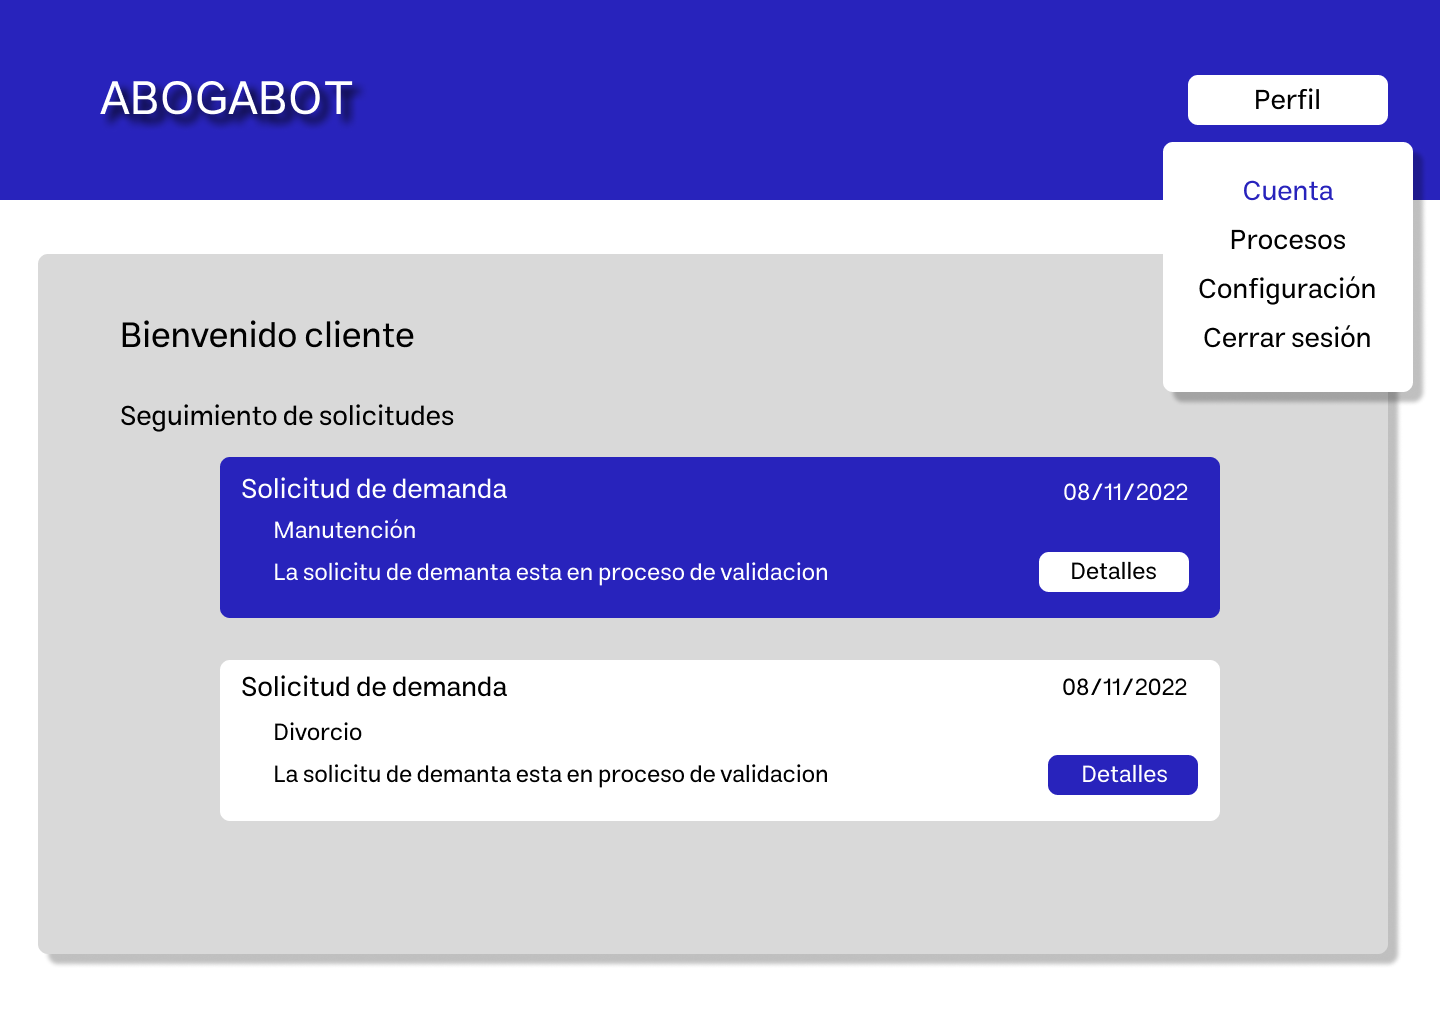 ABOGABOT
Perfil
Cuenta
Procesos
Configuración
Cerrar sesión
Bienvenido cliente
Seguimiento de solicitudes
Solicitud de demanda
08/11/2022
Manutención
La solicitu de demanta esta en proceso de validacion
Detalles
Solicitud de demanda
08/11/2022
Divorcio
La solicitu de demanta esta en proceso de validacion
Detalles